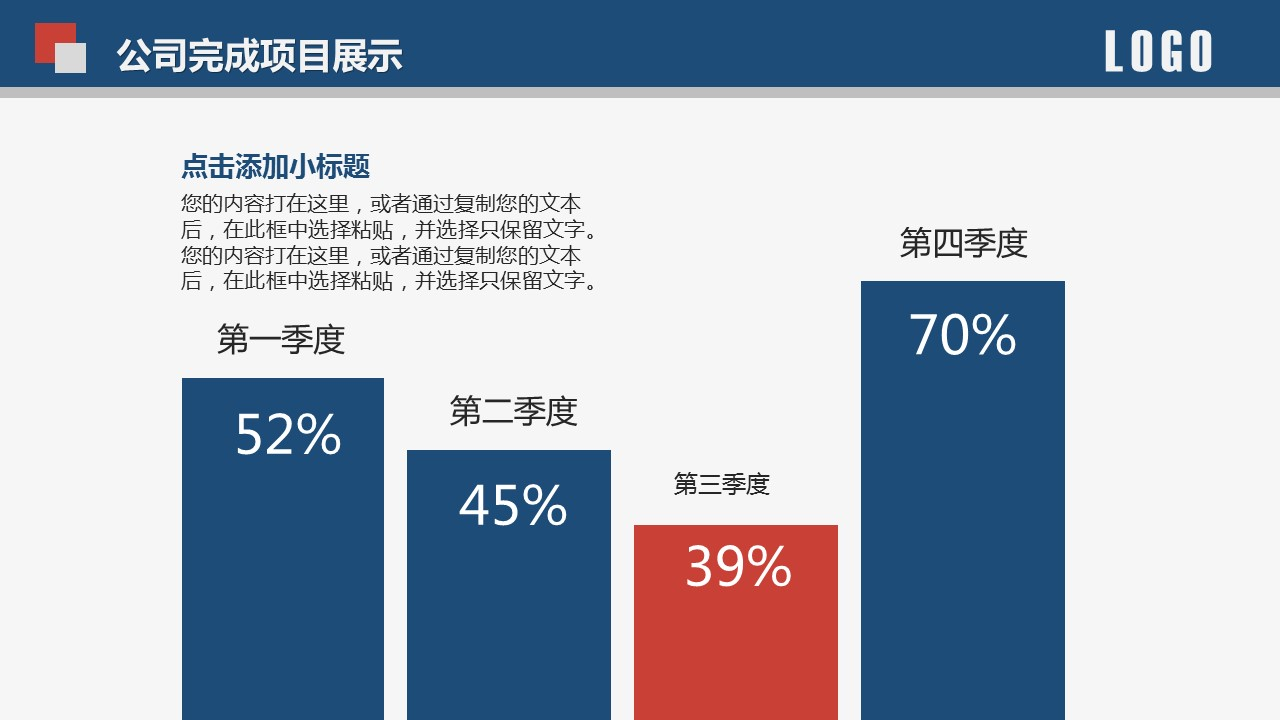 公司完成项目展示
LOGO
点击添加小标题
您的内容打在这里，或者通过复制您的文本
后，在此框中选择粘贴，并选择只保留文字。
您的内容打在这里，或者通过复制您的文本
后，在此框中选择粘贴，并选择只保留文字。
第一季度
52%
第二季度
45%
第三季度
39%
第四季度
70%